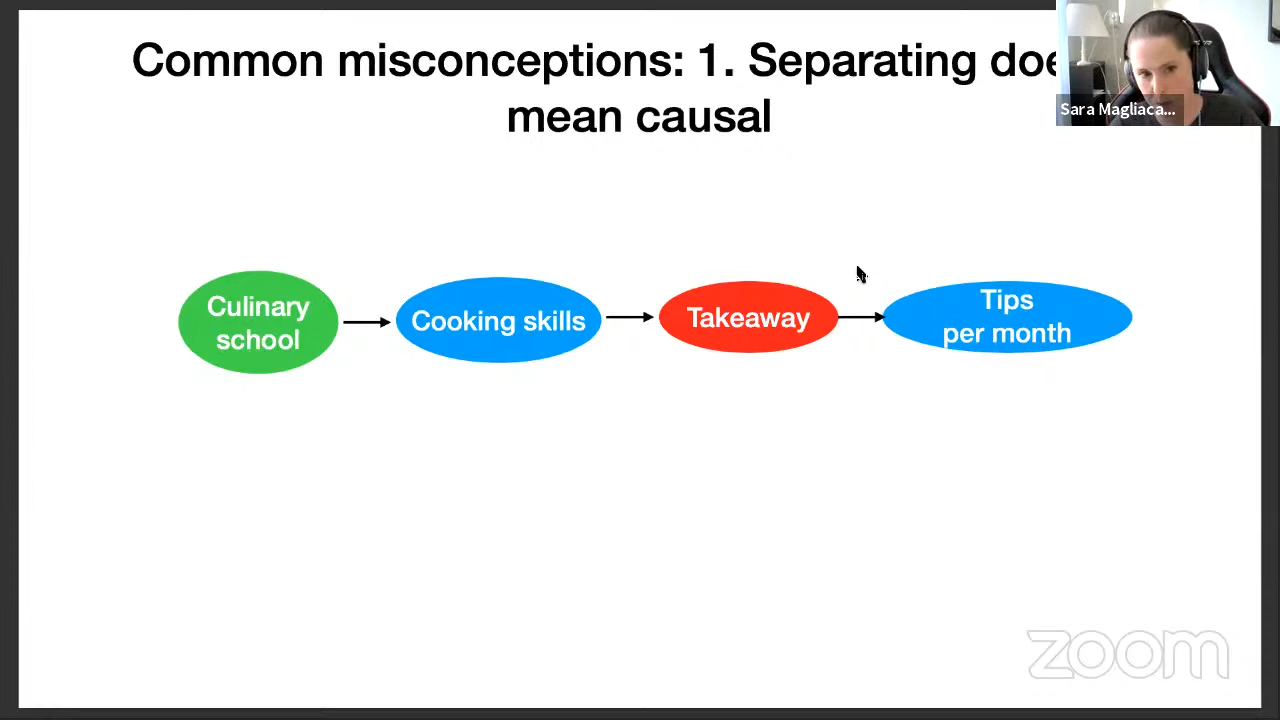 Common misconceptions: 1. Separating doe
mean causal
Sara Magliaca...
Culinary
school
Cooking skills
Takeaway
Tips
per month
zoom